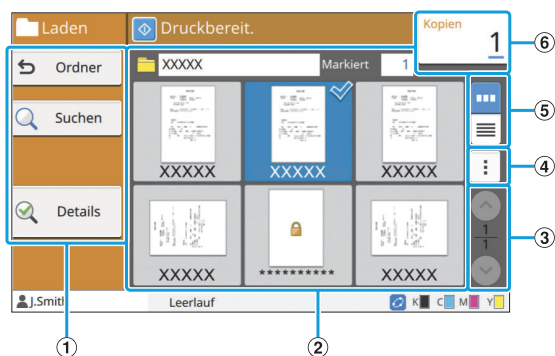 Laden
Druckbereit.
Kopien
1
Ordner
XXXXX
Markiert
1
Suchen
XXXXX
XXXXX
XXXXX
Details
XXXXX
**********
XXXXX
1
1
J.Smith
Leerlauf
K C M Y
1
2
3
4
5
6